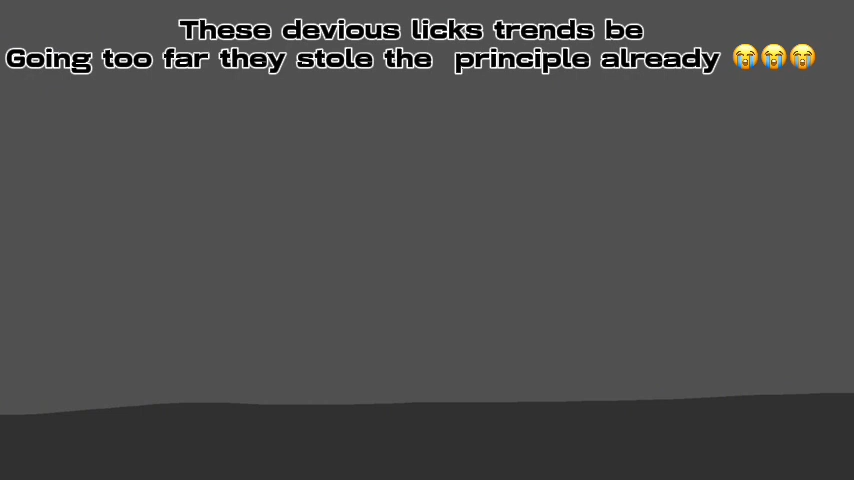 These devious licks trends be
Going too far they stole the principle already 😭😭😭